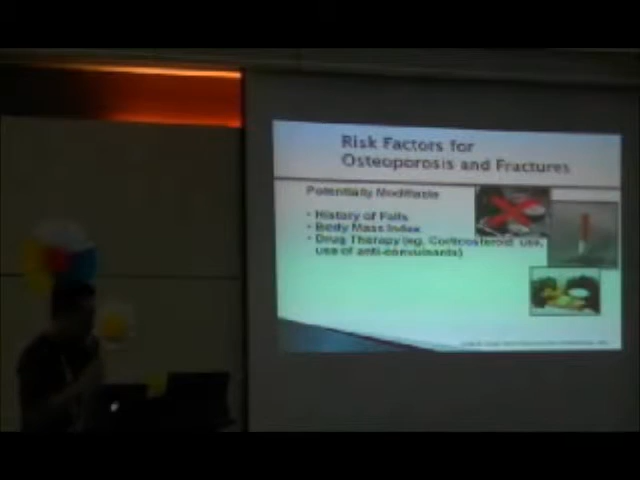 Risk Factors for
Osteoporosis and Fractures
Potentially Modifiable
• History of Falls
• Body Mass Index
• Drug Therapy (eg. Corticosteroid use,
use of anti-convulsants)